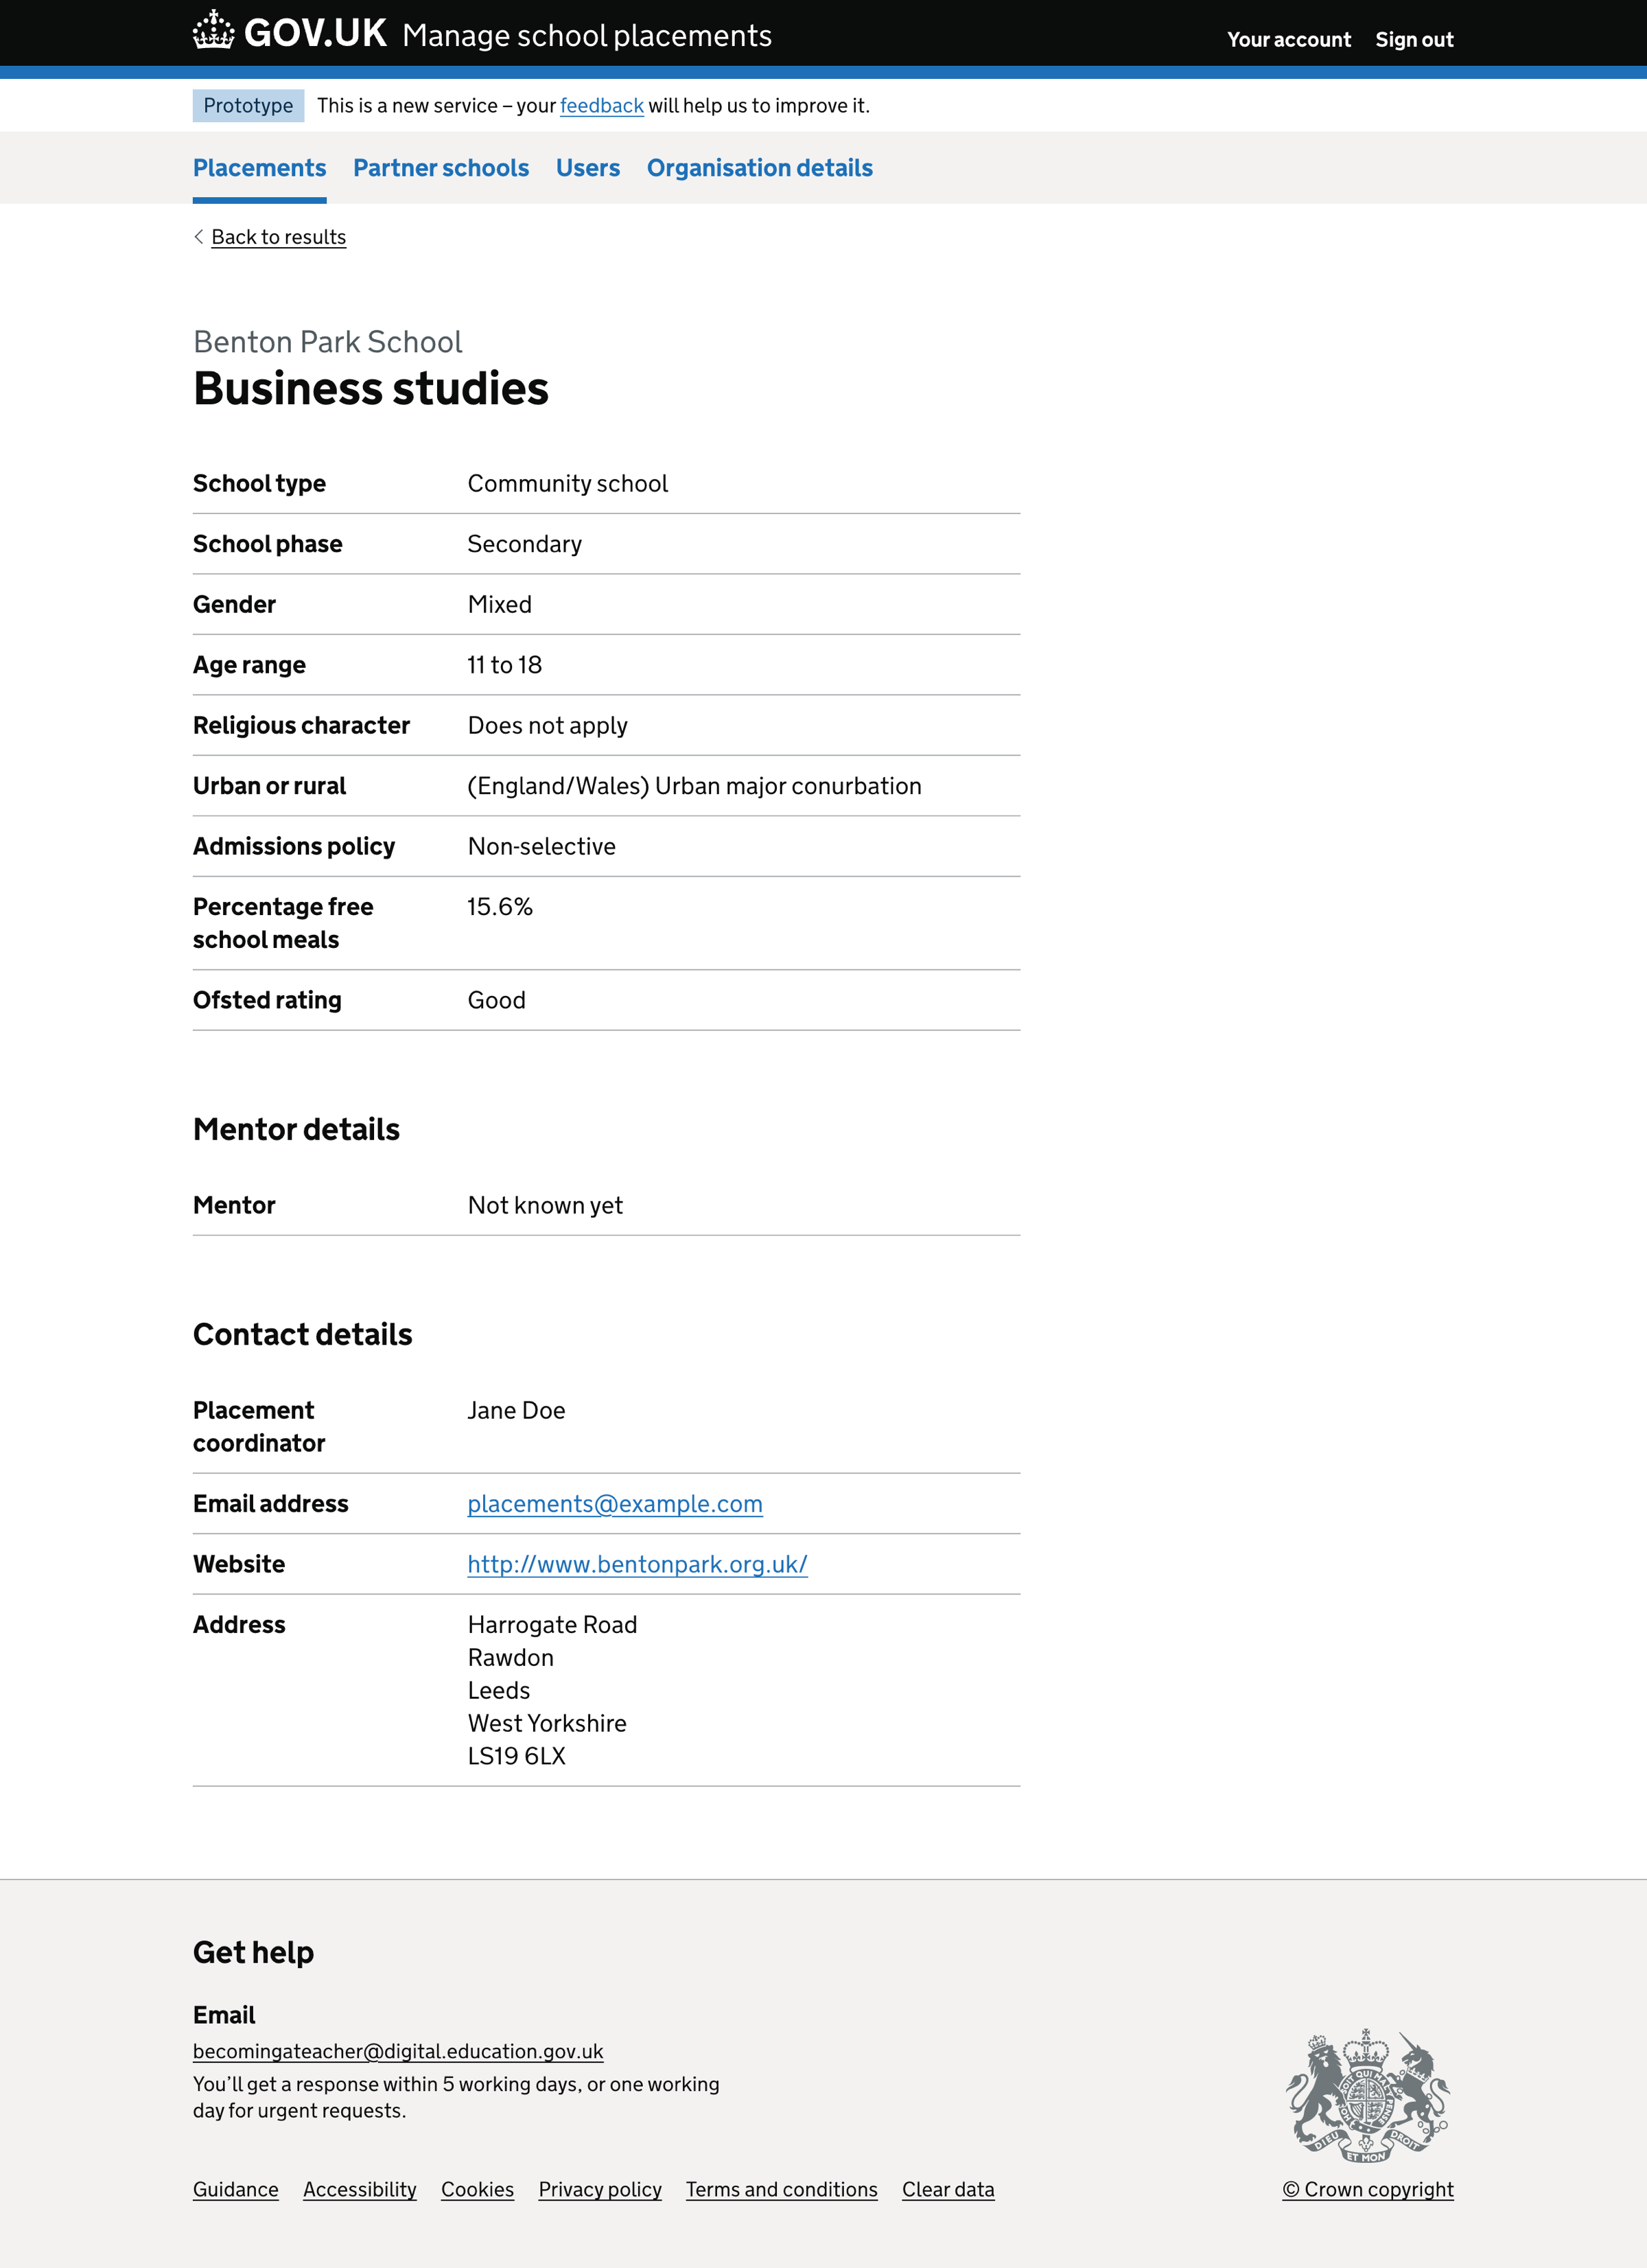 GOV.UK Manage school placements Your account Sign out
Prototype This is a new service – your feedback will help us to improve it.
Placements Partner schools Users Organisation details
Back to results
Benton Park School
Business studies
School type Community school
School phase Secondary
Gender Mixed
Age range 11 to 18
Religious character Does not apply
Urban or rural (England/Wales) Urban major conurbation
Admissions policy Non-selective
Percentage free 15.6%
school meals
Ofsted rating Good
Mentor details
Mentor Not known yet
Contact details
Placement Jane Doe
coordinator
Email address placements@example.com
Website http://www.bentonpark.org.uk/
Address Harrogate Road
Rawdon
Leeds
West Yorkshire
LS19 6LX
Get help
Email
becomingateacher@digital.education.gov.uk
You’ll get a response within 5 working days, or one working
day for urgent requests.
DIEU ET MON DROIT
Guidance Accessibility Cookies Privacy policy Terms and conditions Clear data © Crown copyright